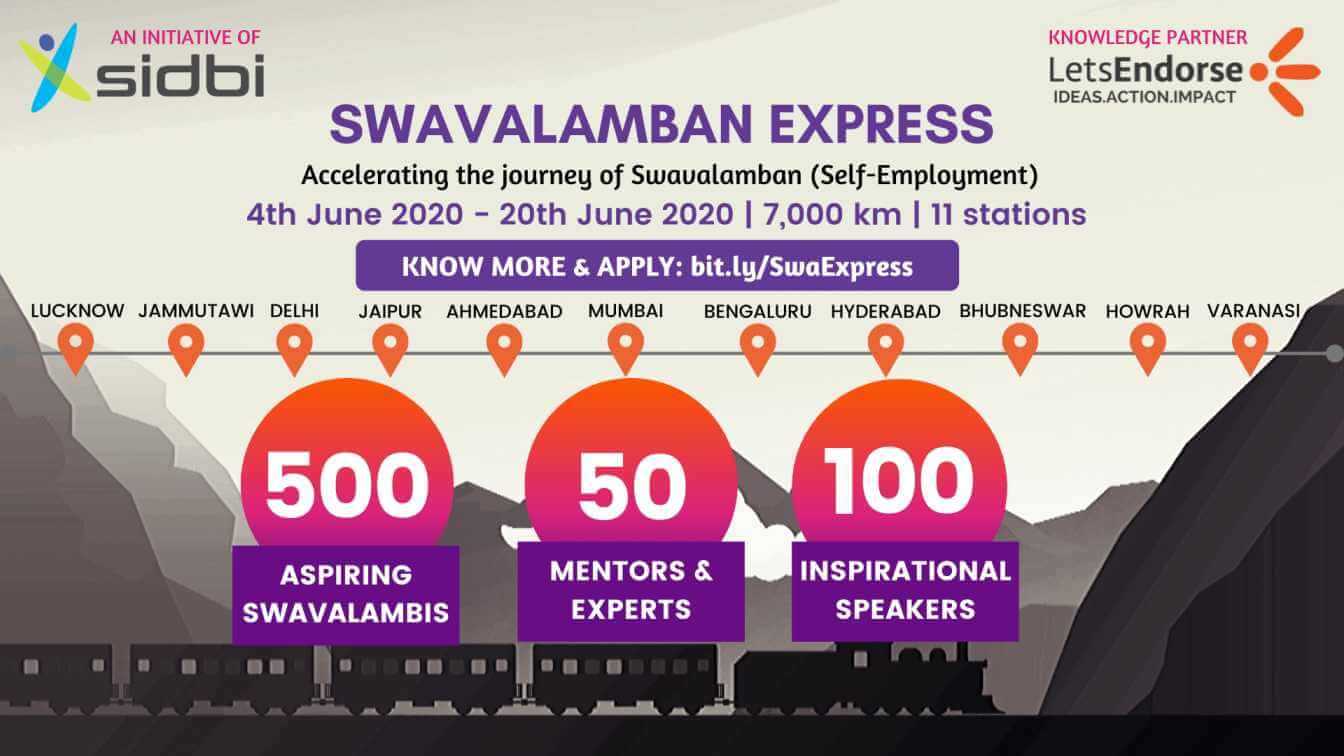 AN INITIATIVE OF
sidbi
KNOWLEDGE PARTNER
LetsEndorse
IDEAS.ACTION.IMPACT
SWAVALAMBAN EXPRESS
Accelerating the journey of Swavalamban (Self-Employment)
4th June 2020 - 20th June 2020 | 7,000 km | 11 stations
KNOW MORE & APPLY: bit.ly/SwaExpress
LUCKNOW JAMMUTAWI DELHI JAIPUR AHMEDABAD MUMBAI BENGALURU HYDERABAD BHUBNESWAR HOWRAH VARANASI
500
ASPIRING
SWAVALAMBIS
50
MENTORS &
EXPERTS
100
INSPIRATIONAL
SPEAKERS